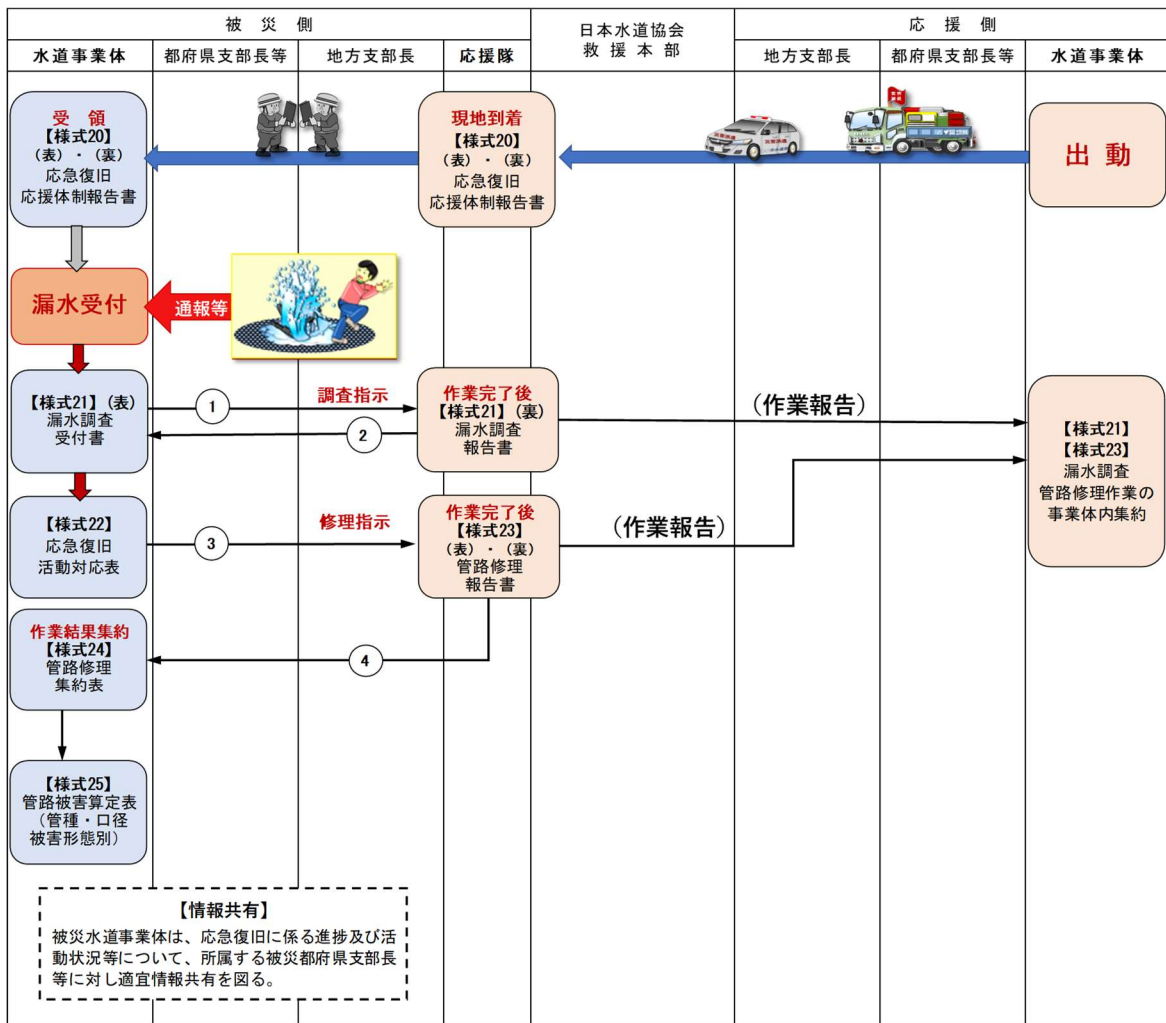 被 災 側
日本水道協会
救 援 本 部
応 援 側
水道事業体
都府県支部長等
地方支部長
応援隊
地方支部長
都府県支部長等
水道事業体
受 領
【様式20】
(表)・(裏)
応急復旧
応援体制報告書
現地到着
【様式20】
(表)・(裏)
応急復旧
応援体制報告書
出 動
漏水受付
通報等
【様式21】(表)
漏水調査
受付書
①
調査指示
②
作業完了後
【様式21】(裏)
漏水調査
報告書
(作業報告)
【様式21】
【様式23】
漏水調査
管路修理作業の
事業体内集約
【様式22】
応急復旧
活動対応表
③
修理指示
作業完了後
【様式23】
(表)・(裏)
管路修理
報告書
(作業報告)
作業結果集約
【様式24】
管路修理
集約表
④
【様式25】
管路被害算定表
(管種・口径
被害形態別)
【情報共有】
被災水道事業体は、応急復旧に係る進捗及び活
動状況等について、所属する被災都府県支部長
等に対し適宜情報共有を図る。